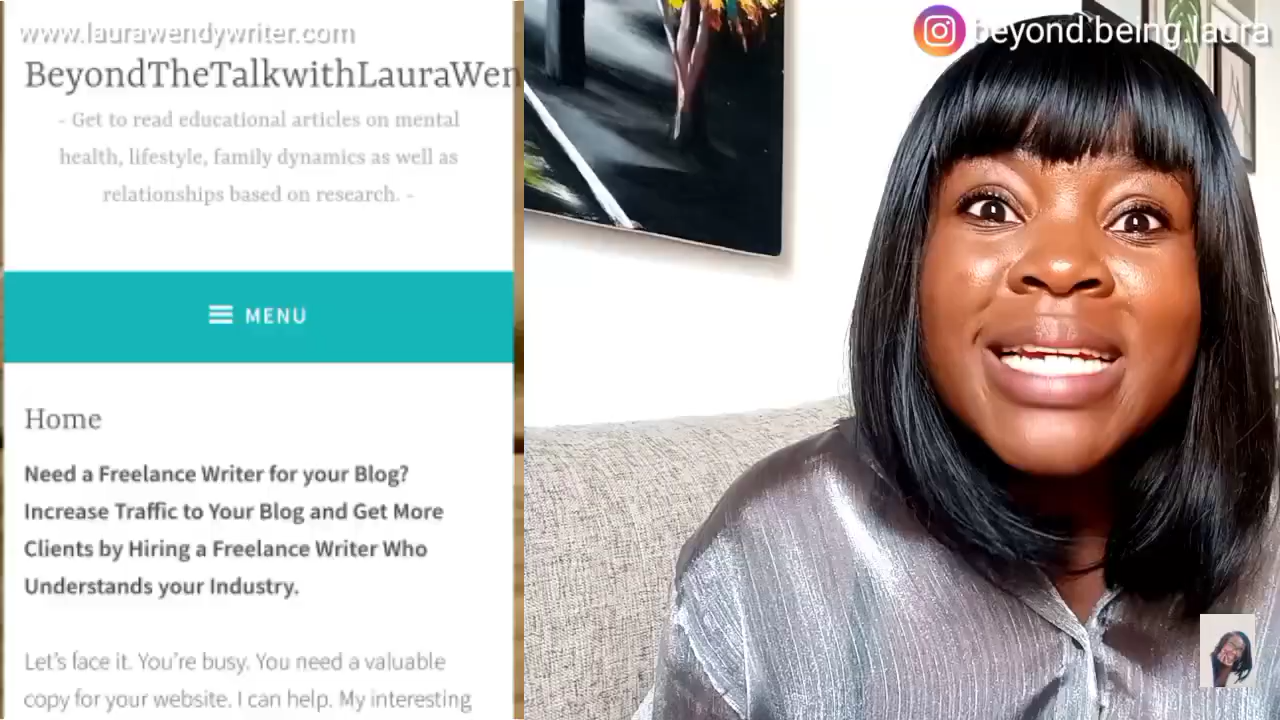 www.laurawendywriter.com
BeyondTheTalkwithLauraWen
- Get to read educational articles on mental
health, lifestyle, family dynamics as well as
relationships based on research. -
MENU
Home
Need a Freelance Writer for your Blog?
Increase Traffic to Your Blog and Get More
Clients by Hiring a Freelance Writer Who
Understands your Industry.
Let's face it. You're busy. You need a valuable
copy for your website. I can help. My interesting
beyond.being.laura